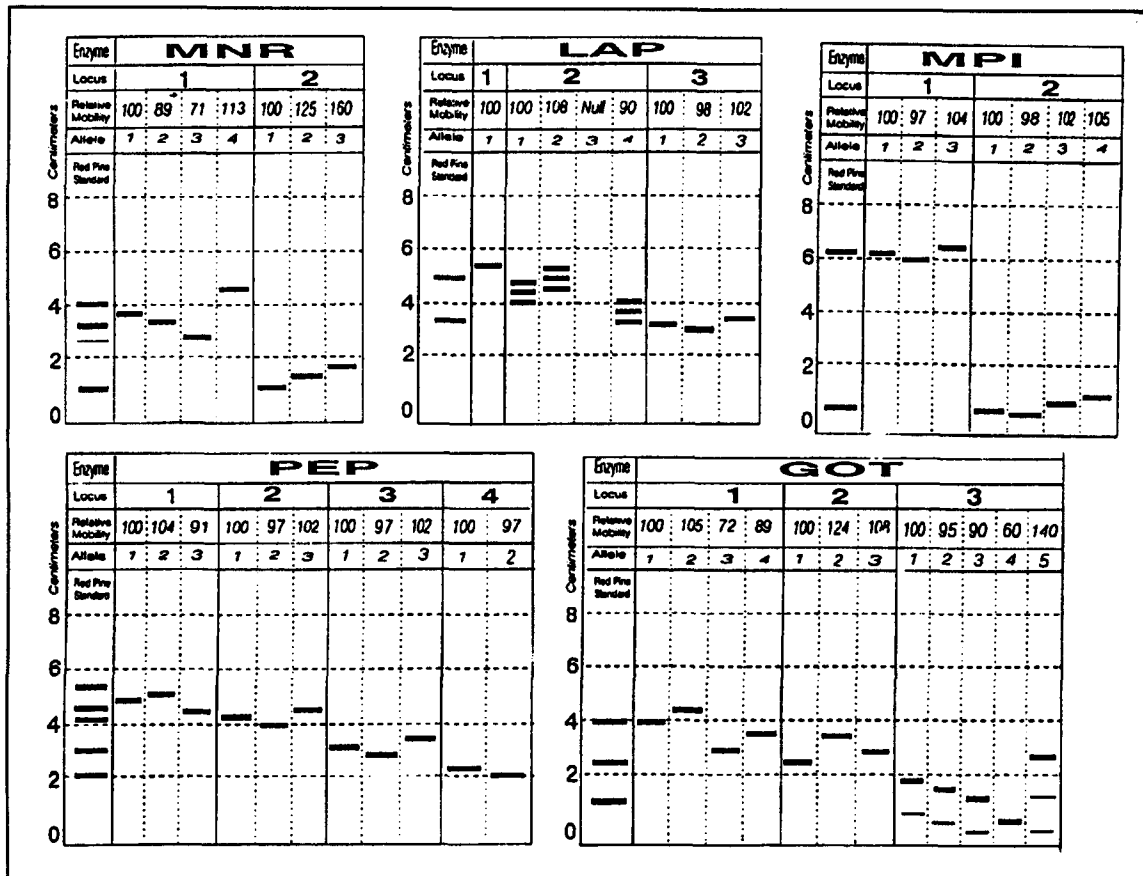 Enzyme MNR
Locus 1 2
Relative Mobility 100 89 71 113 100 125 160
Allele 1 2 3 4 1 2 3
Red Pine Standard
Centimeters
8
6
4
2
0
Enzyme LAP
Locus 1 2 3
Relative Mobility 100 100 108 Null 90 100 98 102
Allele 1 1 2 3 4 1 2 3
Red Pine Standard
Centimeters
8
6
4
2
0
Enzyme MPI
Locus 1 2
Relative Mobility 100 97 104 100 98 102 105
Allele 1 2 3 1 2 3 4
Red Pine Standard
Centimeters
8
6
4
2
0
Enzyme PEP
Locus 1 2 3 4
Relative Mobility 100 104 91 100 97 102 100 97 102 100 97
Allele 1 2 3 1 2 3 1 2 3 1 2
Red Pine Standard
Centimeters
8
6
4
2
0
Enzyme GOT
Locus 1 2 3
Relative Mobility 100 105 72 89 100 124 108 100 95 90 60 140
Allele 1 2 3 4 1 2 3 1 2 3 4 5
Red Pine Standard
Centimeters
8
6
4
2
0